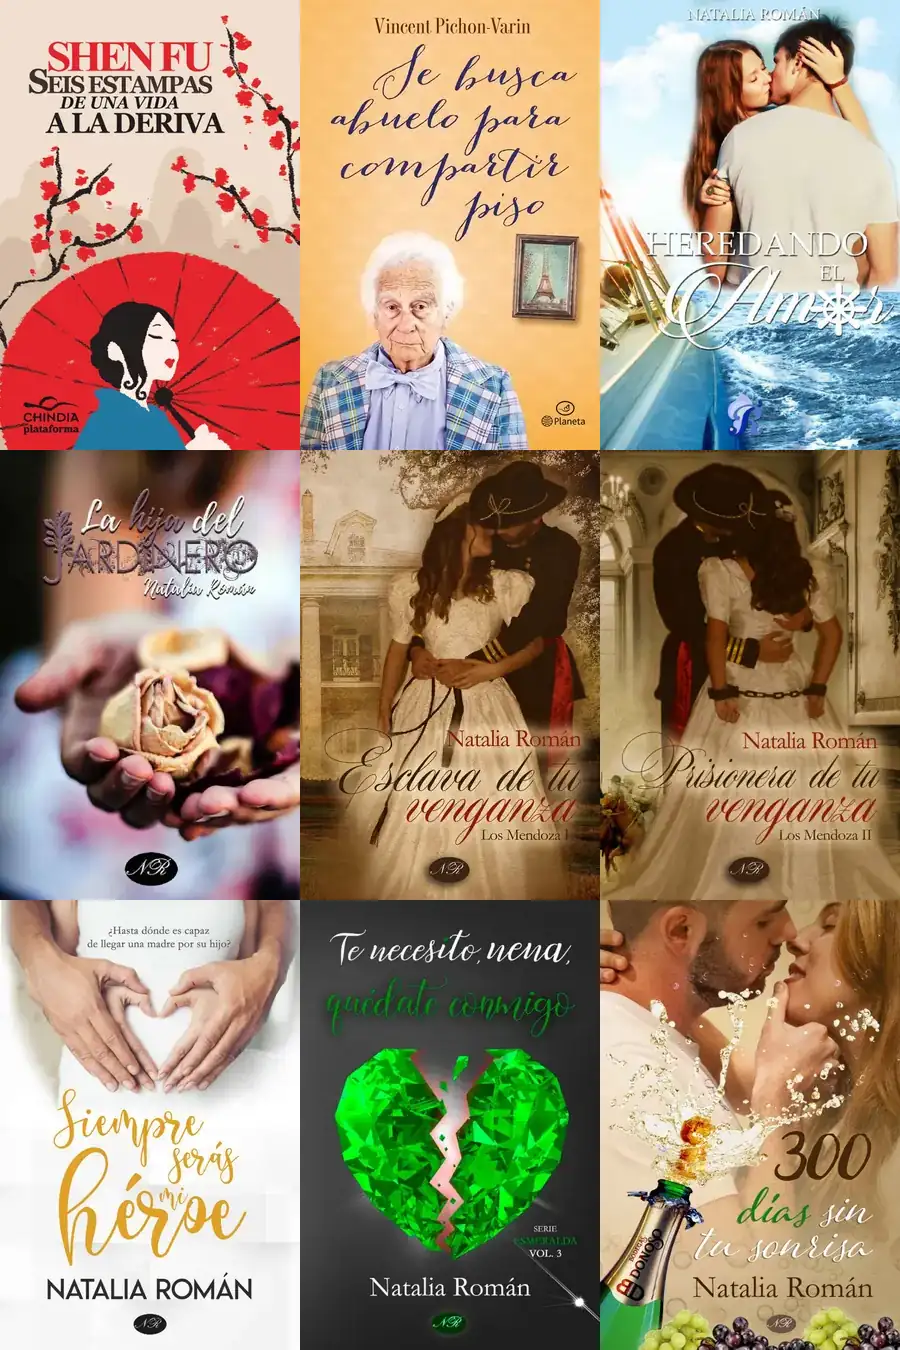 SHEN FU
SEIS ESTAMPAS
DE UNA VIDA
A LA DERIVA
CHINDIA
plataforma
Vincent Pichon-Varin
Se busca
abuelo para
compartir
piso
Planeta
NATALIA ROMÁN
HEREDANDO
EL
Amor
La hija del
JARDINERO
Natalia Román
NR
Natalia Román
Esclava de tu
venganza
Los Mendoza I
NR
Natalia Román
Prisionera de tu
venganza
Los Mendoza II
NR
¿Hasta dónde es capaz
de llegar una madre por su hijo?
Siempre
serás
mi
héroe
NATALIA ROMÁN
NR
Te necesito, nena,
quédate conmigo
SERIE
ESMERALDA
VOL. 3
Natalia Román
NR
300
días sin
tu sonrisa
BODEGAS
DONOSO
BD
Natalia Román
NR